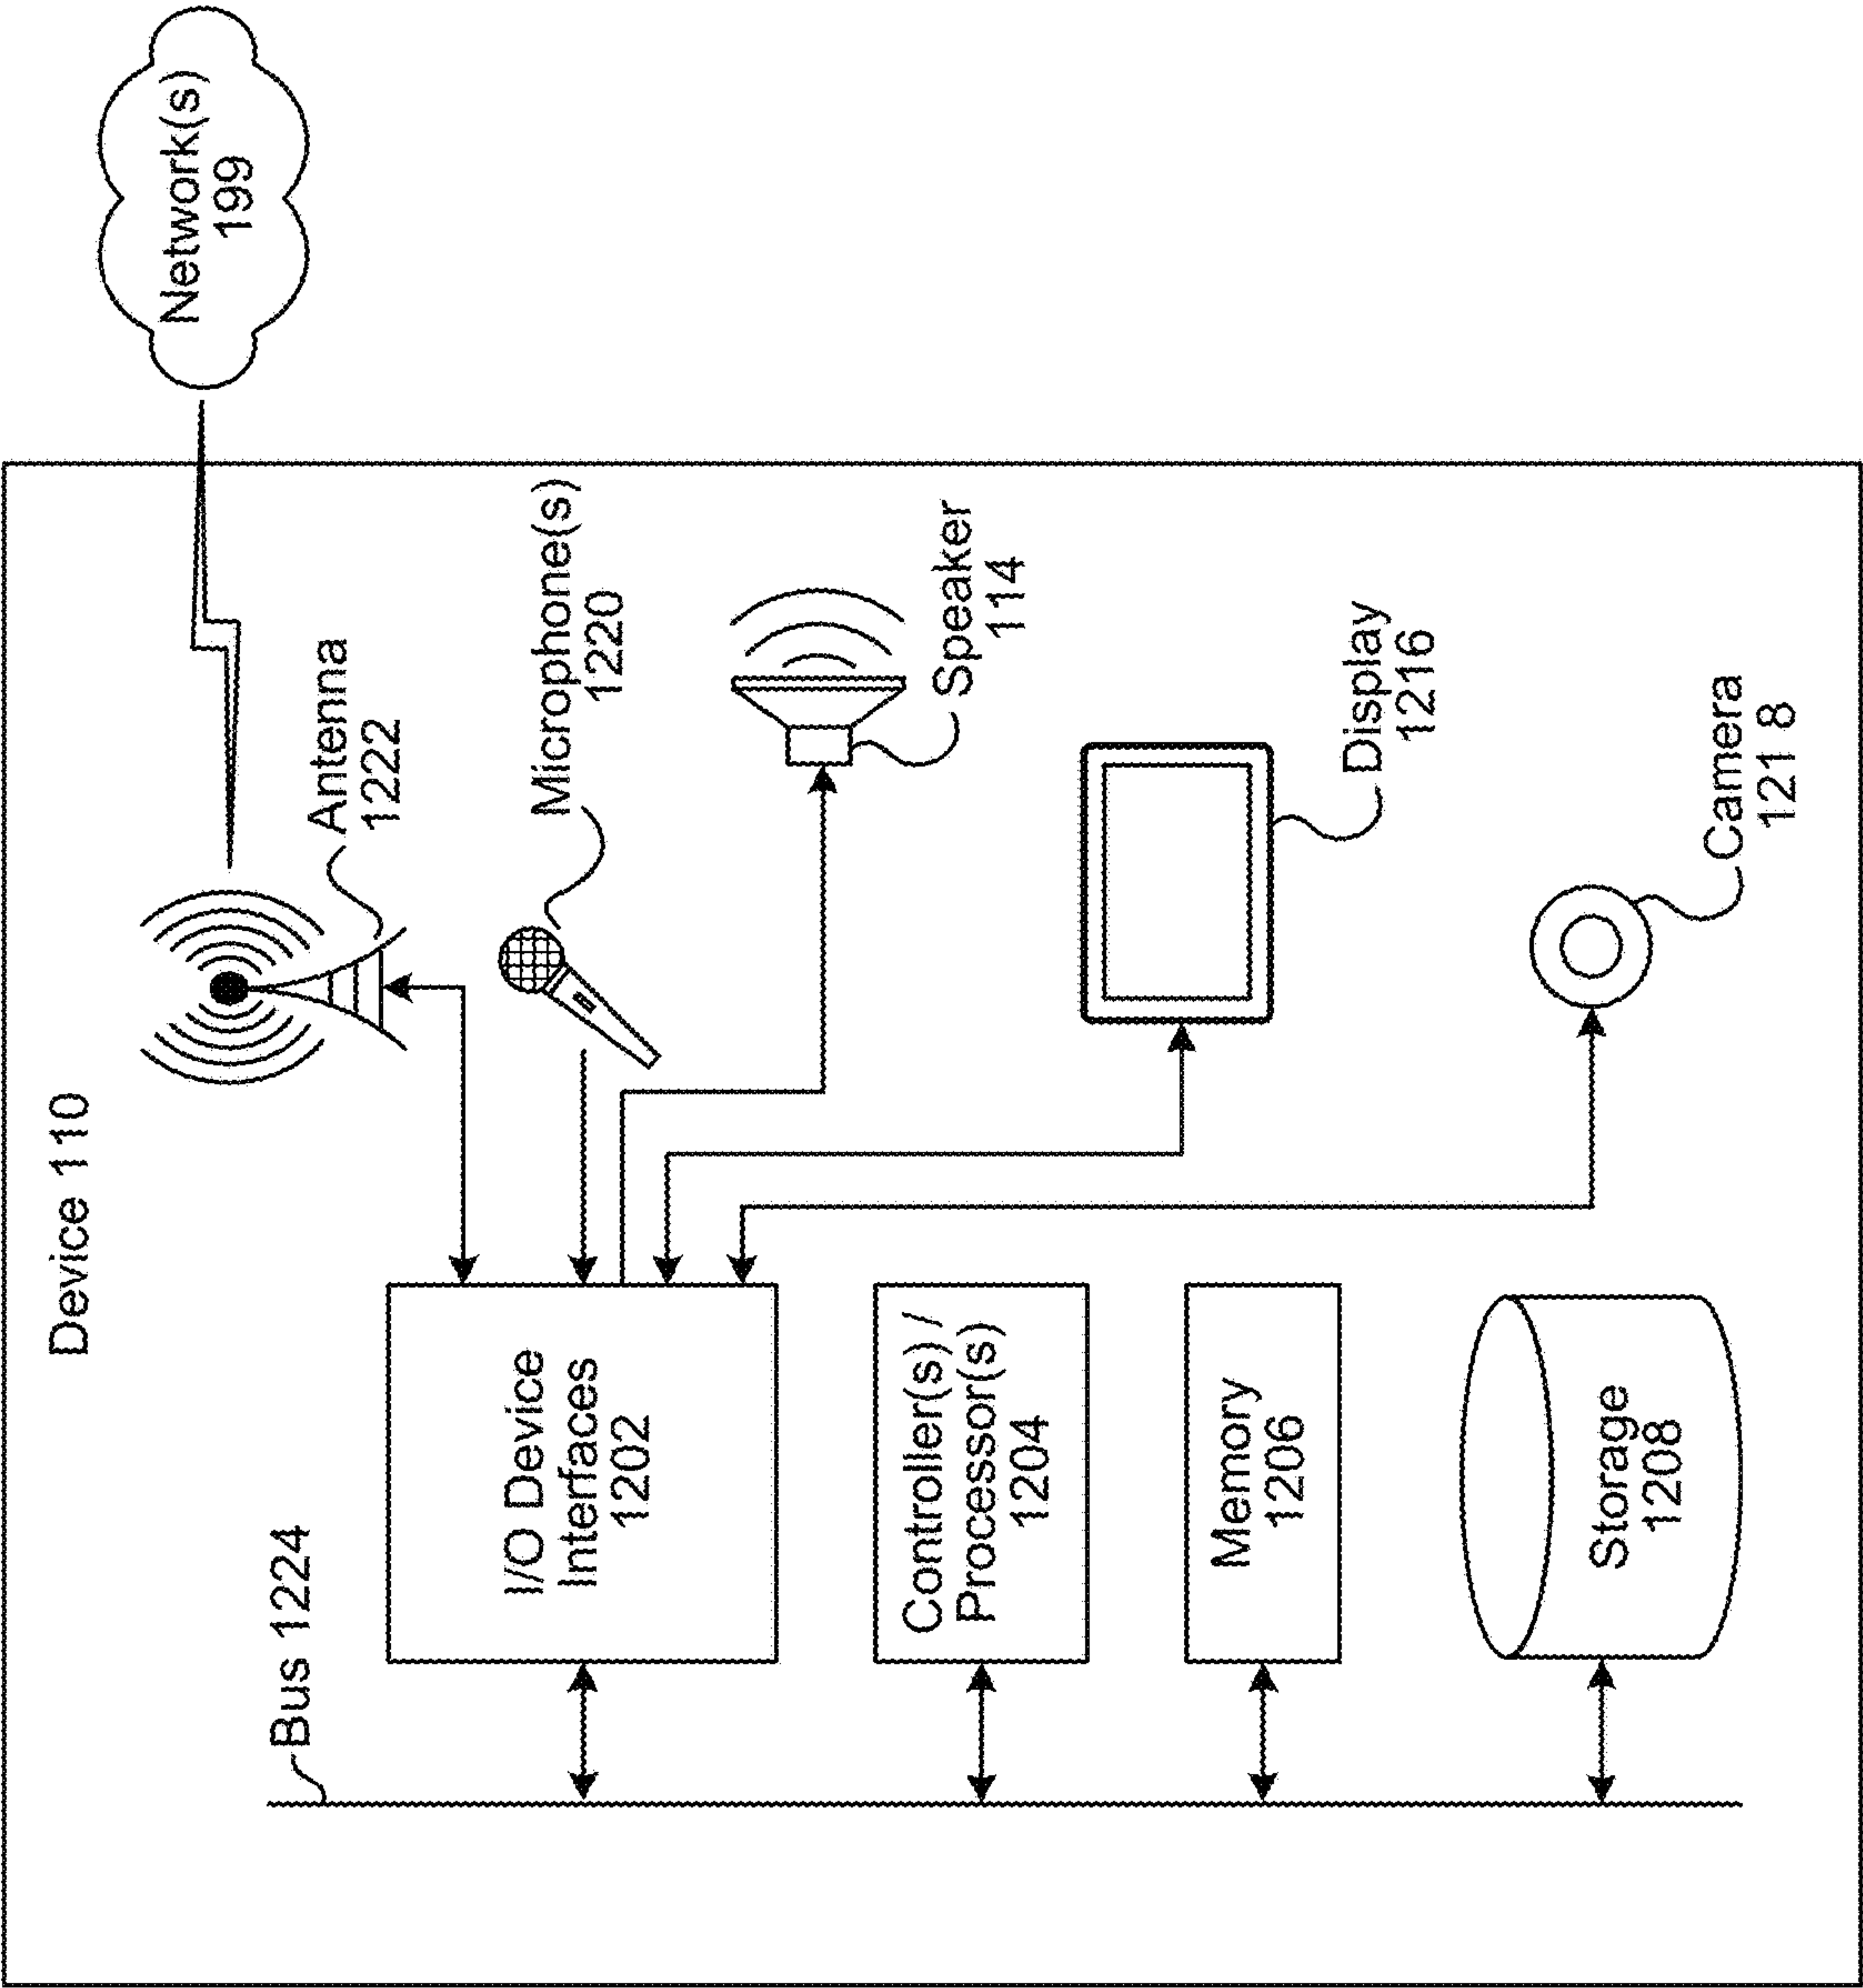 Device 110
Bus 1224
I/O Device
Interfaces
1202
Controller(s) /
Processor(s)
1204
Memory
1206
Storage
1208
Antenna
1222
Microphone(s)
1220
Speaker
114
Display
1216
Camera
121 8
Network(s)
199